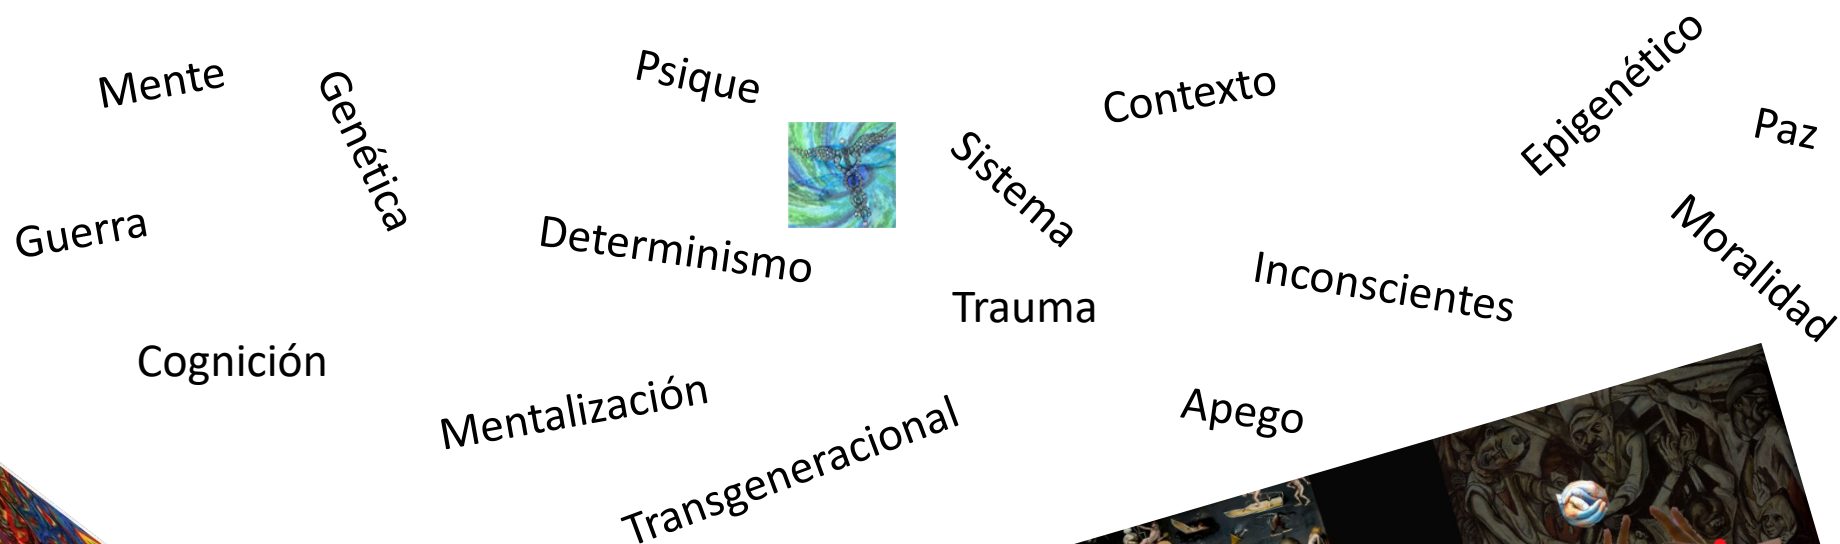 Mente
Genética
Psique
Contexto
Epigenético
Paz
Sistema
Guerra
Determinismo
Moralidad
Inconscientes
Trauma
Cognición
Mentalización
Apego
Transgeneracional